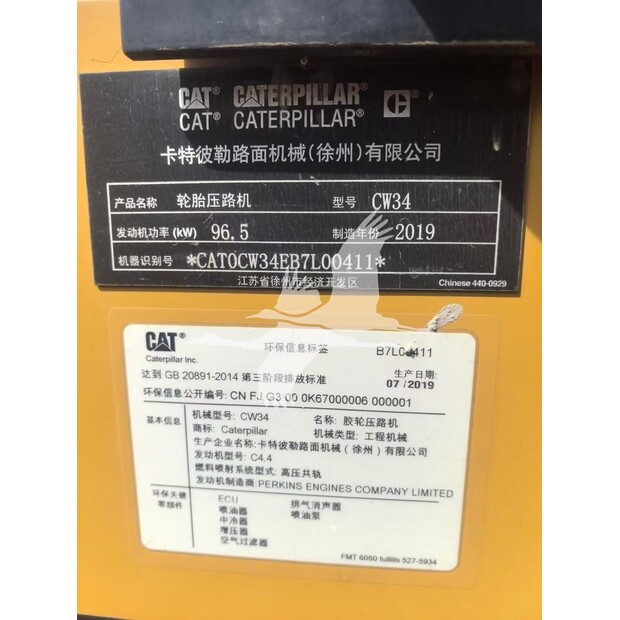 CAT® CATERPILLAR®
CAT® CATERPILLAR® C
卡特彼勒路面机械(徐州)有限公司
产品名称 轮胎压路机 型号 CW34
发动机功率(kW) 96.5 制造年份 2019
机器识别号 *CAT0CW34EB7L00411*
江苏省徐州市经济开发区
Chinese 440-0929
CAT® 环保信息标签 B7L00411
Caterpillar Inc.
达到 GB 20891-2014 第三阶段排放标准 生产日期
07/2019
环保信息公开编号: CN FJ G3 00 0K67000006 000001
基本信息
机械型号: CW34 名称: 胶轮压路机
商标: Caterpillar 机械类型: 工程机械
生产企业名称:卡特彼勒路面机械(徐州)有限公司
发动机型号: C4.4
燃料喷射系统型式: 高压共轨
发动机制造商: PERKINS ENGINES COMPANY LIMITED
环保关键
零部件
ECU 排气消声器
喷油器 喷油泵
中冷器
增压器
空气过滤器
FMT 6050 fulfills 527-5934